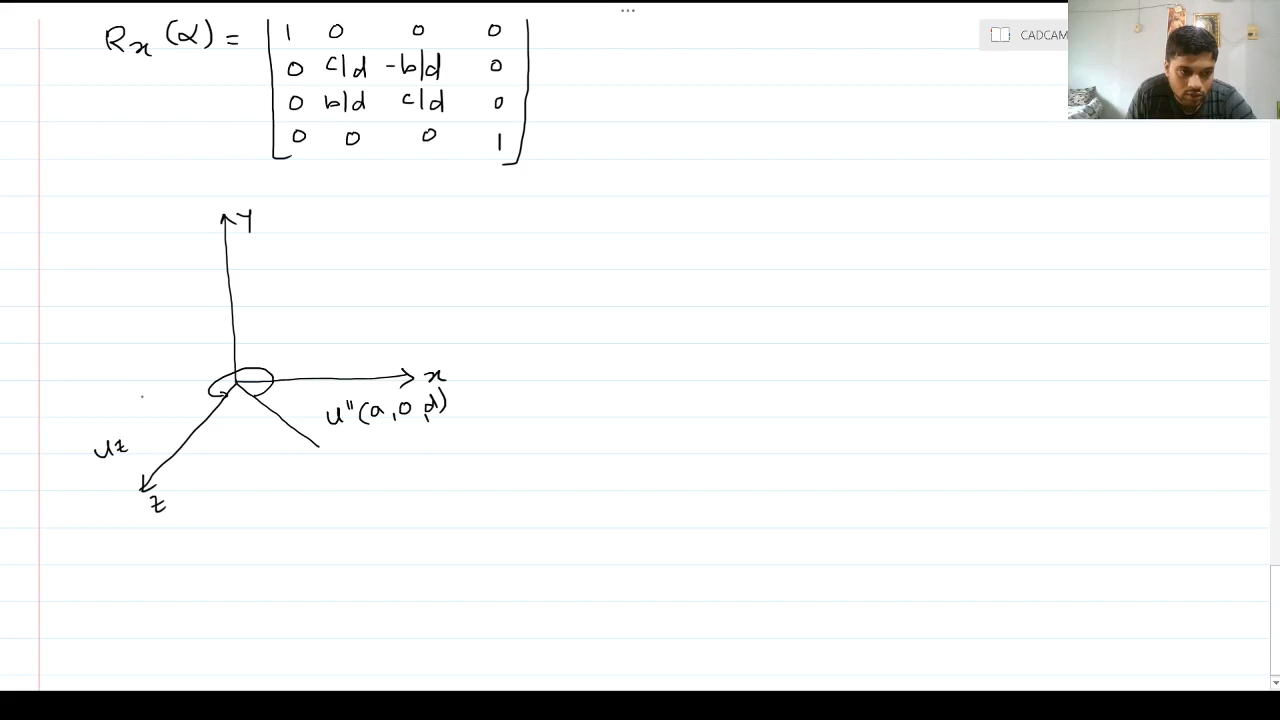 Rx (α) =
1 0 0 0
0 c/d -b/d 0
0 b/d c/d 0
0 0 0 1
CADCAM
Y
x
u"(a,0,d)
uz
z